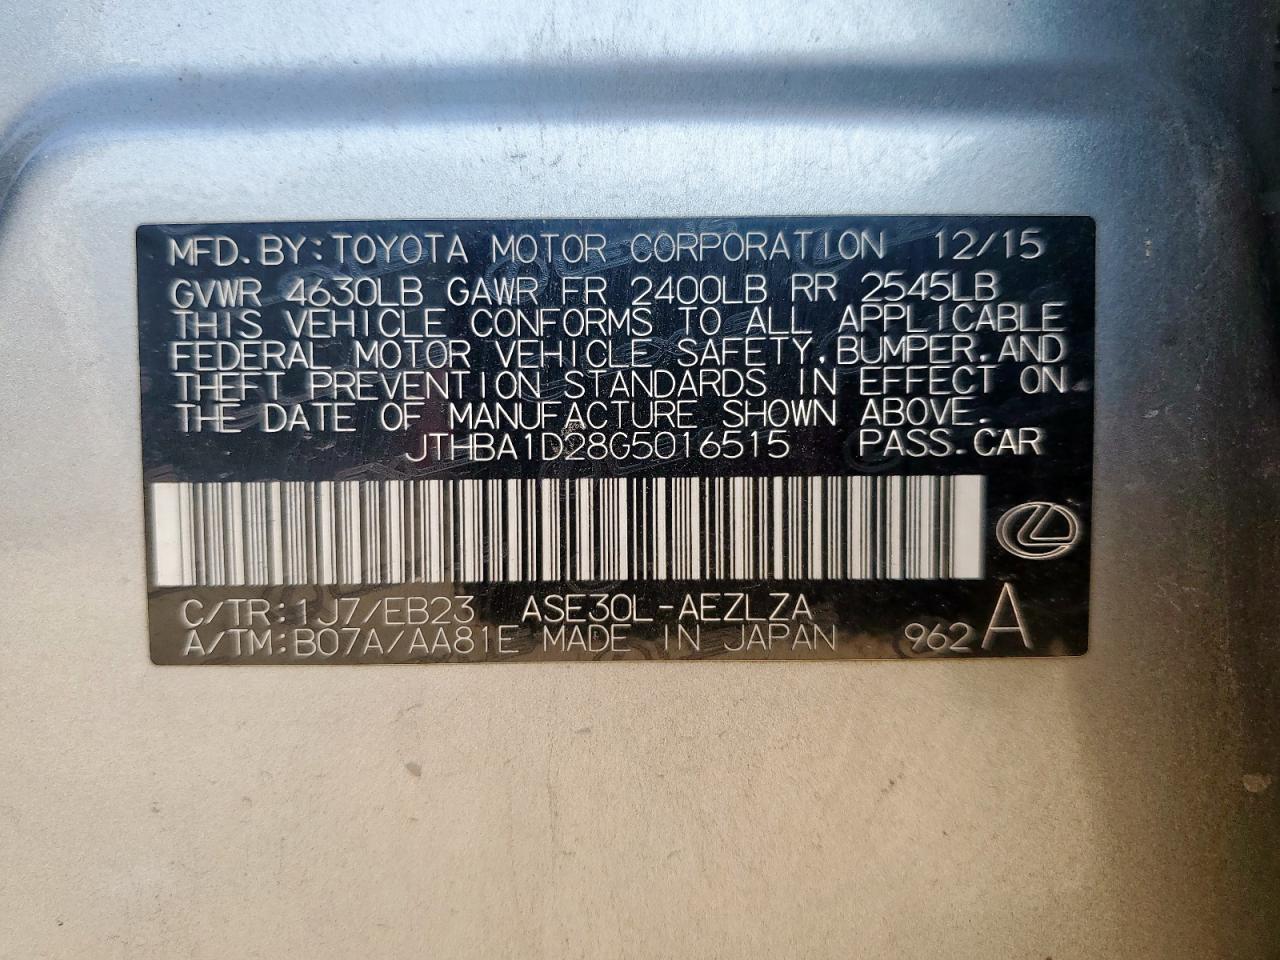 MFD. BY: TOYOTA MOTOR CORPORATION 12/15
GVWR 4630LB GAWR FR 2400LB RR 2545LB
THIS VEHICLE CONFORMS TO ALL APPLICABLE
FEDERAL MOTOR VEHICLE SAFETY, BUMPER, AND
THEFT PREVENTION STANDARDS IN EFFECT ON
THE DATE OF MANUFACTURE SHOWN ABOVE.
JTHBA1D28G5016515 PASS. CAR
C/TR: 1J7/EB23 ASE30L-AEZLZA
A/TM: B07A/AA81E MADE IN JAPAN 962 A